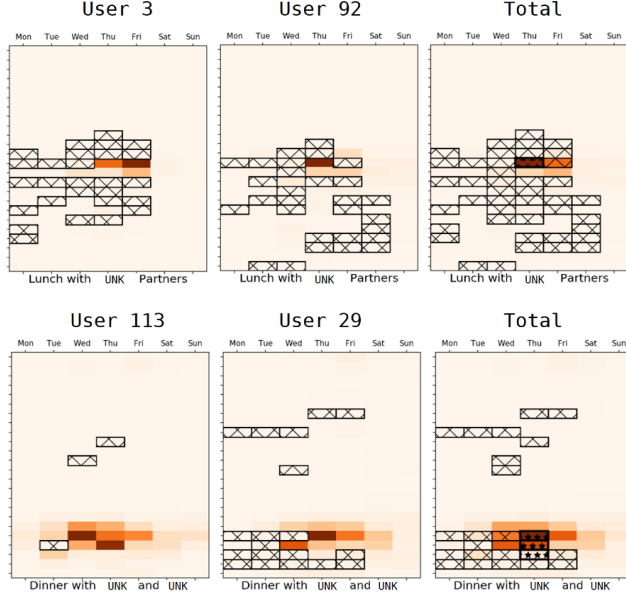 User 3 User 92 Total
Mon Tue Wed Thu Fri Sat Sun Mon Tue Wed Thu Fri Sat Sun Mon Tue Wed Thu Fri Sat Sun
Lunch with UNK Partners Lunch with UNK Partners Lunch with UNK Partners
User 113 User 29 Total
Mon Tue Wed Thu Fri Sat Sun Mon Tue Wed Thu Fri Sat Sun Mon Tue Wed Thu Fri Sat Sun
Dinner with UNK and UNK Dinner with UNK and UNK Dinner with UNK and UNK